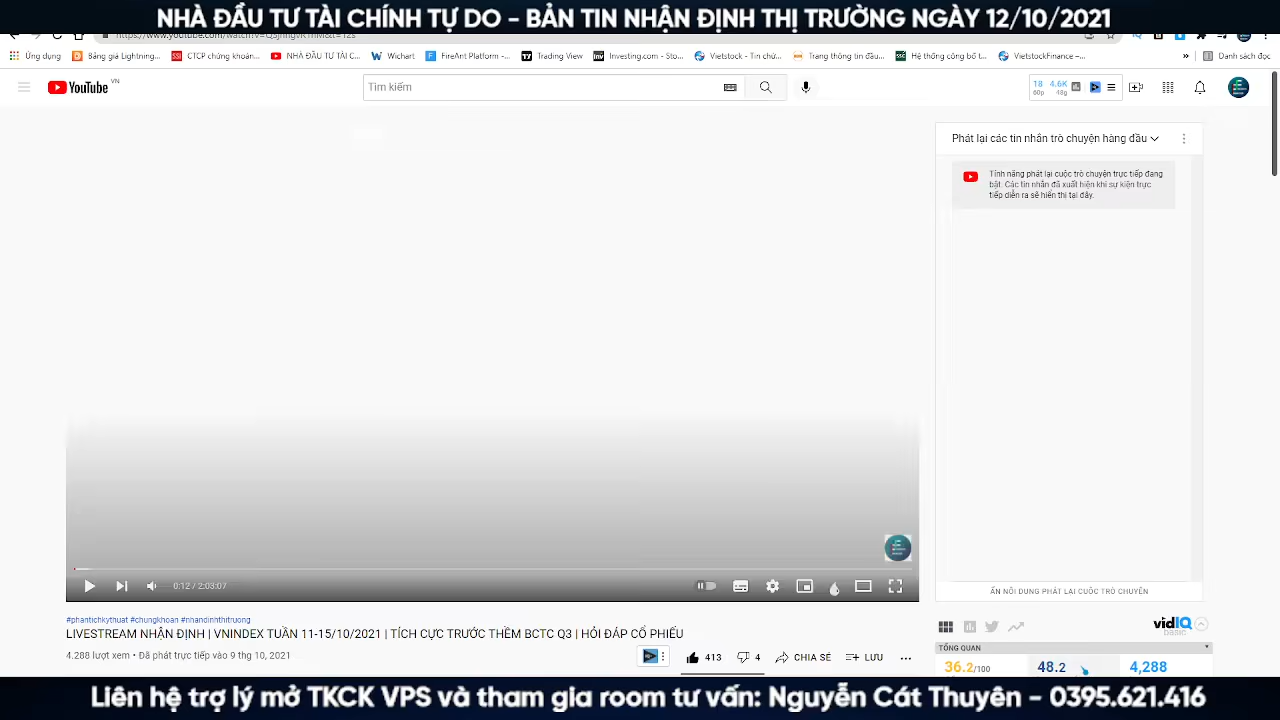 NHÀ ĐẦU TƯ TÀI CHÍNH TỰ DO - BẢN TIN NHẬN ĐỊNH THỊ TRƯỜNG NGÀY 12/10/2021
Ứng dụng
Bảng giá Lightning...
CTCP chứng khoán...
NHÀ ĐẦU TƯ TÀI C...
Wichart
FireAnt Platform -...
Trading View
Investing.com - Sto...
Vietstock - Tin chứ...
Trang thông tin đầu...
Hệ thống công bố t...
VietstockFinance -...
»
Danh sách đọc
YouTube VN
Tìm kiếm
18 4.6K
60p 48g
Phát lại các tin nhắn trò chuyện hàng đầu
Tính năng phát lại cuộc trò chuyện trực tiếp đang
bật. Các tin nhắn đã xuất hiện khi sự kiện trực
tiếp diễn ra sẽ hiển thị tại đây.
0:12 / 2:03:07
ẨN NỘI DUNG PHÁT LẠI CUỘC TRÒ CHUYỆN
#phantichkythuat #chungkhoan #nhandinhthitruong
LIVESTREAM NHẬN ĐỊNH | VNINDEX TUẦN 11-15/10/2021 | TÍCH CỰC TRƯỚC THỀM BCTC Q3 | HỎI ĐÁP CỔ PHIẾU
4.288 lượt xem • Đã phát trực tiếp vào 9 thg 10, 2021
413
4
CHIA SẺ
LƯU
vidIQ
basic
TỔNG QUAN
36.2/100
48.2
4,288
Liên hệ trợ lý mở TKCK VPS và tham gia room tư vấn: Nguyễn Cát Thuyên - 0395.621.416